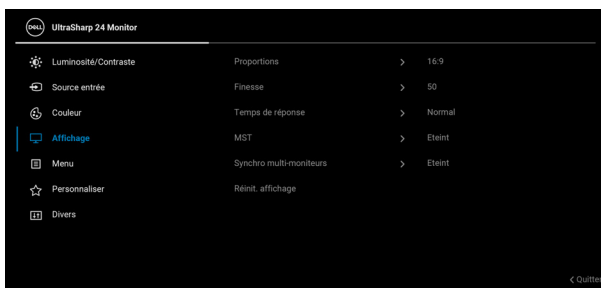 DELL UltraSharp 24 Monitor
Luminosité/Contraste Proportions > 16:9
Source entrée Finesse > 50
Couleur Temps de réponse > Normal
Affichage MST > Eteint
Menu Synchro multi-moniteurs > Eteint
Personnaliser Réinit. affichage
Divers
< Quitter